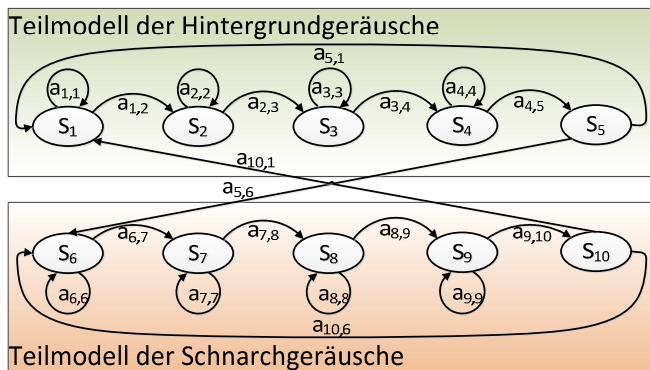 Teilmodell der Hintergrundgeräusche
a5,1
a1,1 a2,2 a3,3 a4,4
a1,2 a2,3 a3,4 a4,5
S1 S2 S3 S4 S5
a10,1
a5,6
a6,7 a7,8 a8,9 a9,10
S6 S7 S8 S9 S10
a6,6 a7,7 a8,8 a9,9
a10,6
Teilmodell der Schnarchgeräusche